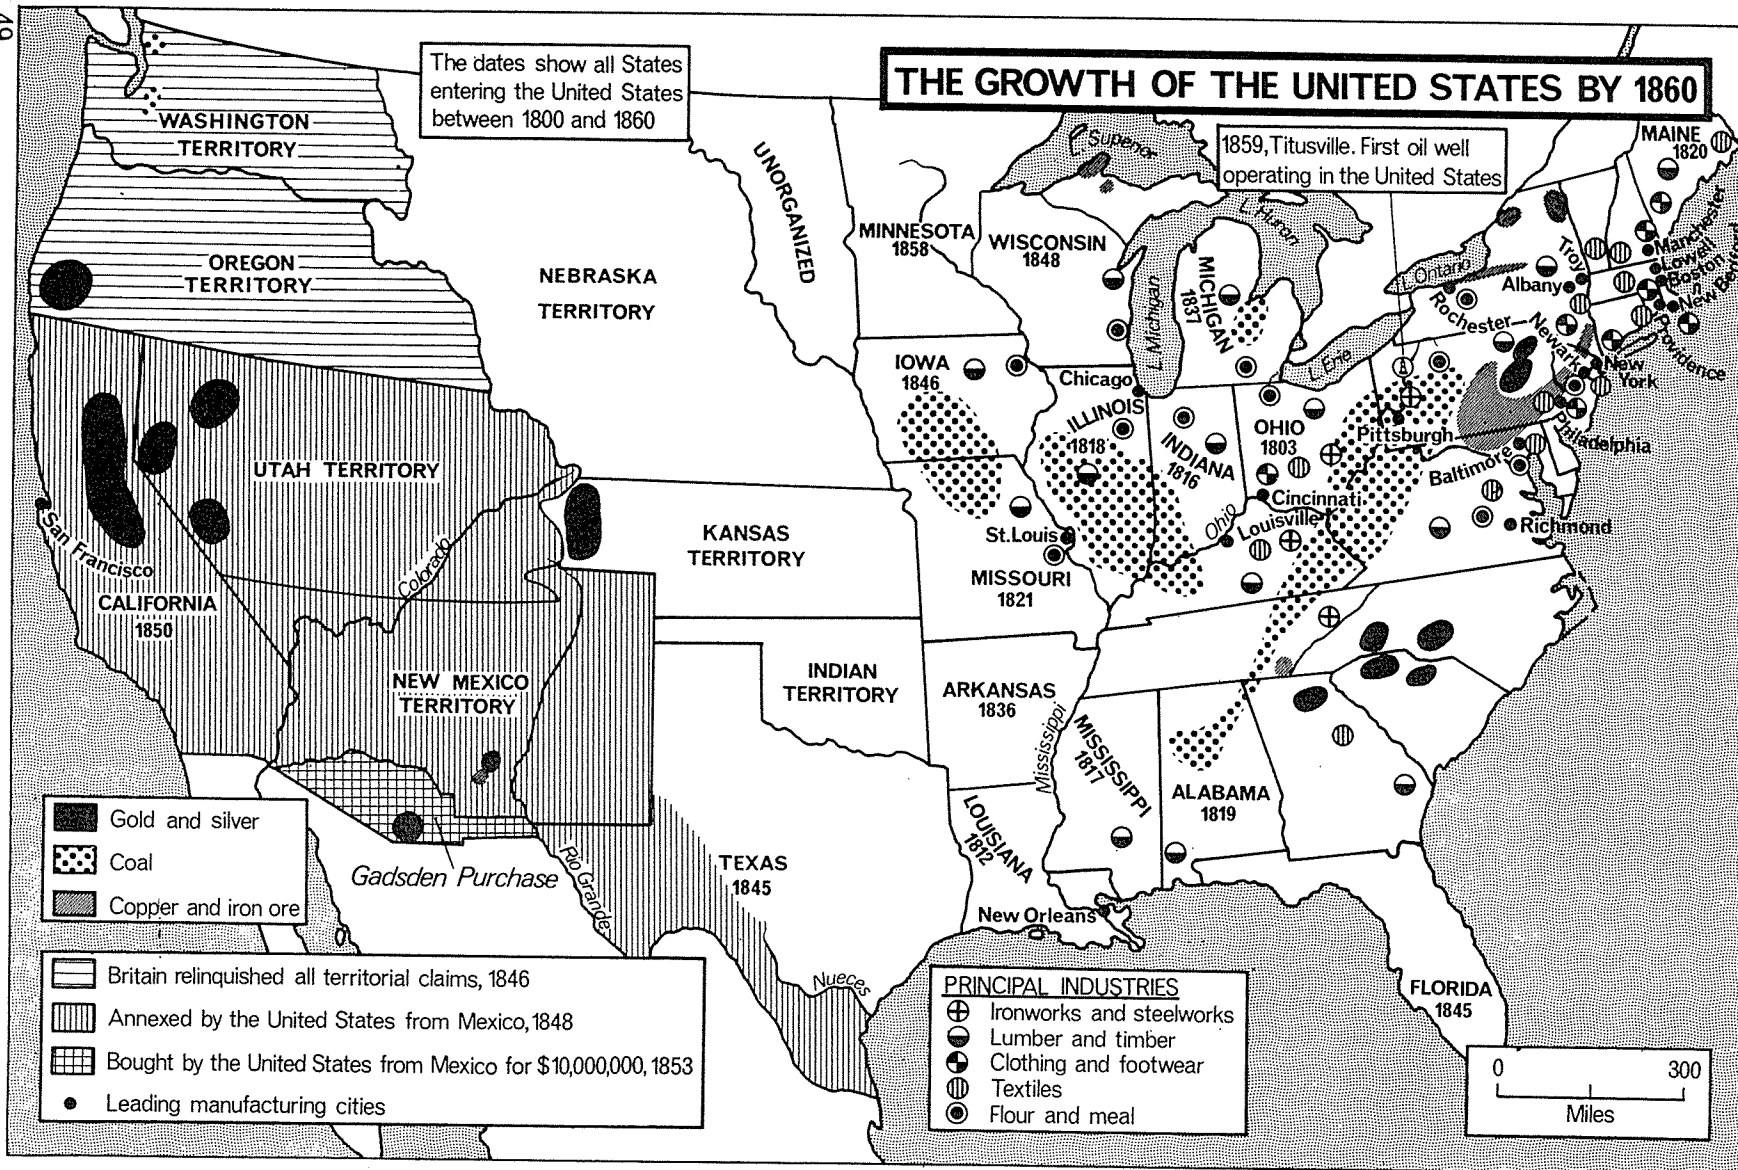 49
THE GROWTH OF THE UNITED STATES BY 1860
The dates show all States
entering the United States
between 1800 and 1860
1859, Titusville. First oil well
operating in the United States
WASHINGTON
TERRITORY
OREGON
TERRITORY
NEBRASKA
TERRITORY
UNORGANIZED
MINNESOTA
1858
WISCONSIN
1848
L. Superior
L. Huron
L. Michigan
MICHIGAN
1837
L. Erie
Ontario
MAINE
1820
Manchester
Lowell
Boston
New Bedford
Providence
Troy
Albany
Rochester
Newark
New
York
Philadelphia
Pittsburgh
Baltimore
Richmond
IOWA
1846
Chicago
ILLINOIS
1818
INDIANA
1816
OHIO
1803
Cincinnati
Louisville
Ohio
St. Louis
MISSOURI
1821
UTAH TERRITORY
Colorado
San Francisco
CALIFORNIA
1850
KANSAS
TERRITORY
NEW MEXICO
TERRITORY
INDIAN
TERRITORY
ARKANSAS
1836
Mississippi
MISSISSIPPI
1817
ALABAMA
1819
LOUISIANA
1812
New Orleans
TEXAS
1845
Rio Grande
Nueces
Gadsden Purchase
FLORIDA
1845
Gold and silver
Coal
Copper and iron ore
Britain relinquished all territorial claims, 1846
Annexed by the United States from Mexico, 1848
Bought by the United States from Mexico for $10,000,000, 1853
Leading manufacturing cities
PRINCIPAL INDUSTRIES
Ironworks and steelworks
Lumber and timber
Clothing and footwear
Textiles
Flour and meal
0 300
Miles